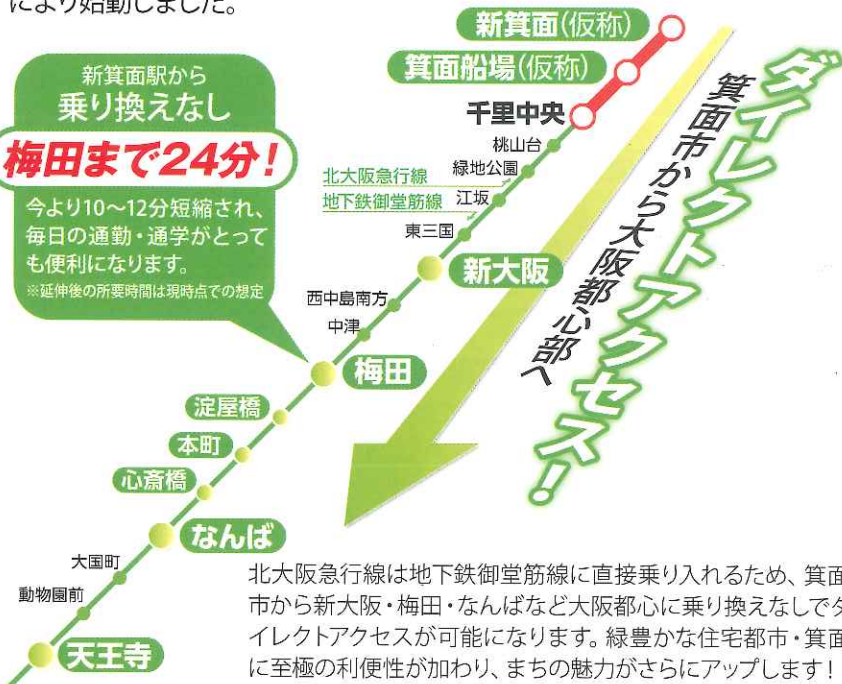 により始動しました。
新箕面(仮称)
箕面船場(仮称)
千里中央
桃山台
緑地公園
北大阪急行線
地下鉄御堂筋線
江坂
東三国
新大阪
西中島南方
中津
梅田
淀屋橋
本町
心斎橋
なんば
大国町
動物園前
天王寺
新箕面駅から
乗り換えなし
梅田まで24分!
今より10〜12分短縮され、
毎日の通勤・通学がとって
も便利になります。
※延伸後の所要時間は現時点での想定
ダイレクトアクセス!
箕面市から大阪都心部へ
北大阪急行線は地下鉄御堂筋線に直接乗り入れるため、箕面
市から新大阪・梅田・なんばなど大阪都心に乗り換えなしでダ
イレクトアクセスが可能になります。緑豊かな住宅都市・箕面
に至極の利便性が加わり、まちの魅力がさらにアップします!